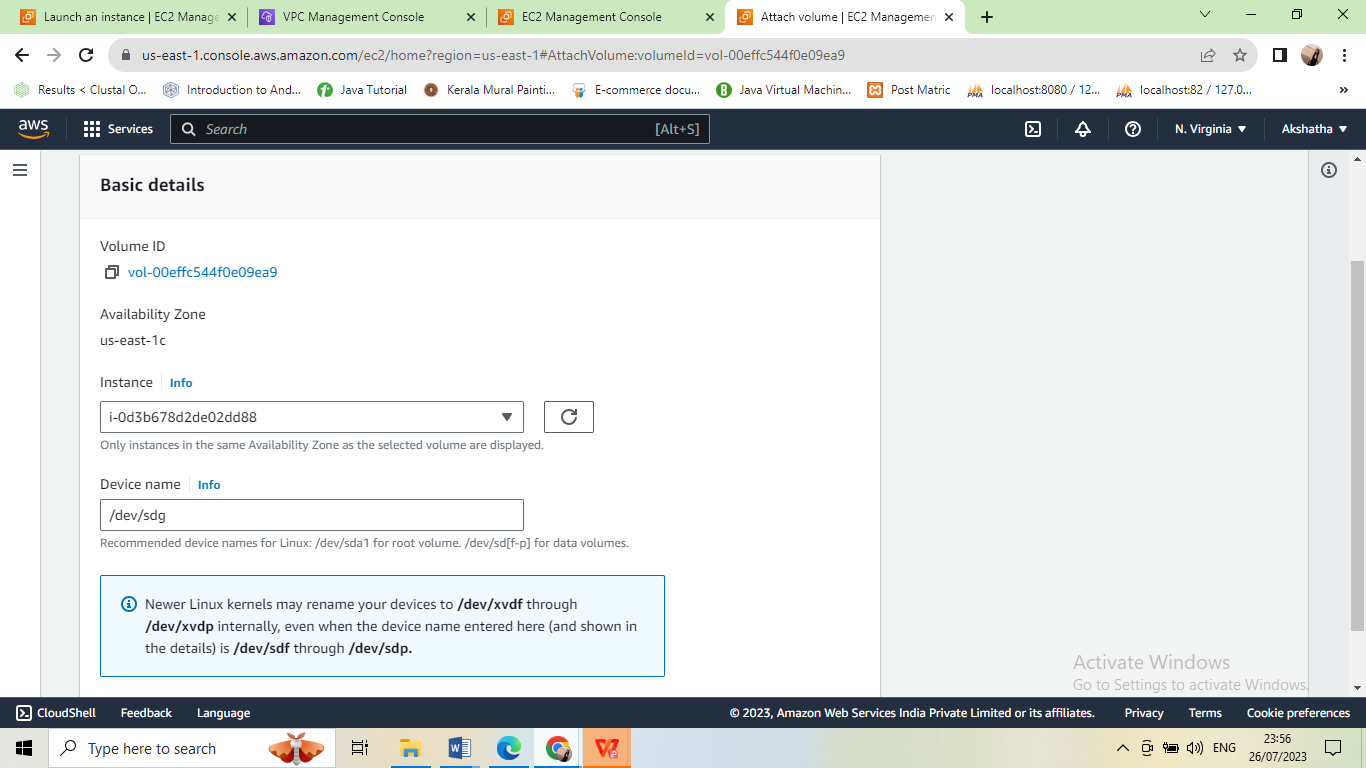 Launch an instance | EC2 Manage
VPC Management Console
EC2 Management Console
Attach volume | EC2 Managemen
us-east-1.console.aws.amazon.com/ec2/home?region=us-east-1#AttachVolume:volumeId=vol-00effc544f0e09ea9
Results < Clustal O...
Introduction to And...
Java Tutorial
Kerala Mural Painti...
E-commerce docu...
Java Virtual Machin...
Post Matric
localhost:8080 / 12...
localhost:82 / 127.0...
»
aws
Services
Search
[Alt+S]
N. Virginia
Akshatha
Basic details
Volume ID
vol-00effc544f0e09ea9
Availability Zone
us-east-1c
Instance
Info
i-0d3b678d2de02dd88
Only instances in the same Availability Zone as the selected volume are displayed.
Device name
Info
/dev/sdg
Recommended device names for Linux: /dev/sda1 for root volume. /dev/sd[f-p] for data volumes.
Newer Linux kernels may rename your devices to /dev/xvdf through
/dev/xvdp internally, even when the device name entered here (and shown in
the details) is /dev/sdf through /dev/sdp.
Activate Windows
Go to Settings to activate Windows.
CloudShell
Feedback
Language
© 2023, Amazon Web Services India Private Limited or its affiliates.
Privacy
Terms
Cookie preferences
Type here to search
ENG
23:56
26/07/2023